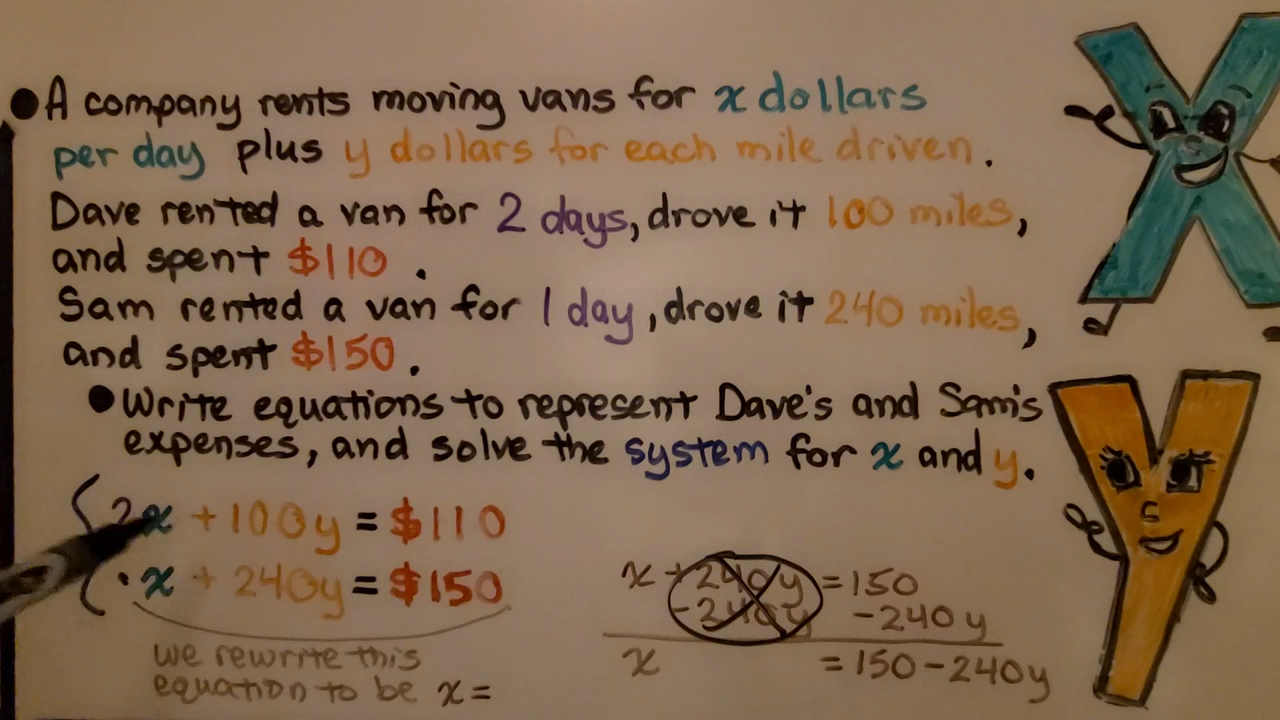 A company rents moving vans for x dollars
per day plus y dollars for each mile driven.
Dave rented a van for 2 days, drove it 100 miles,
and spent $110.
Sam rented a van for 1 day, drove it 240 miles,
and spent $150.
Write equations to represent Dave's and Sam's
expenses, and solve the system for x and y.
2x + 100y = $110
x + 240y = $150
we rewrite this
equation to be x =
x + 240y = 150
- 240y - 240y
x = 150 - 240y
X
Y